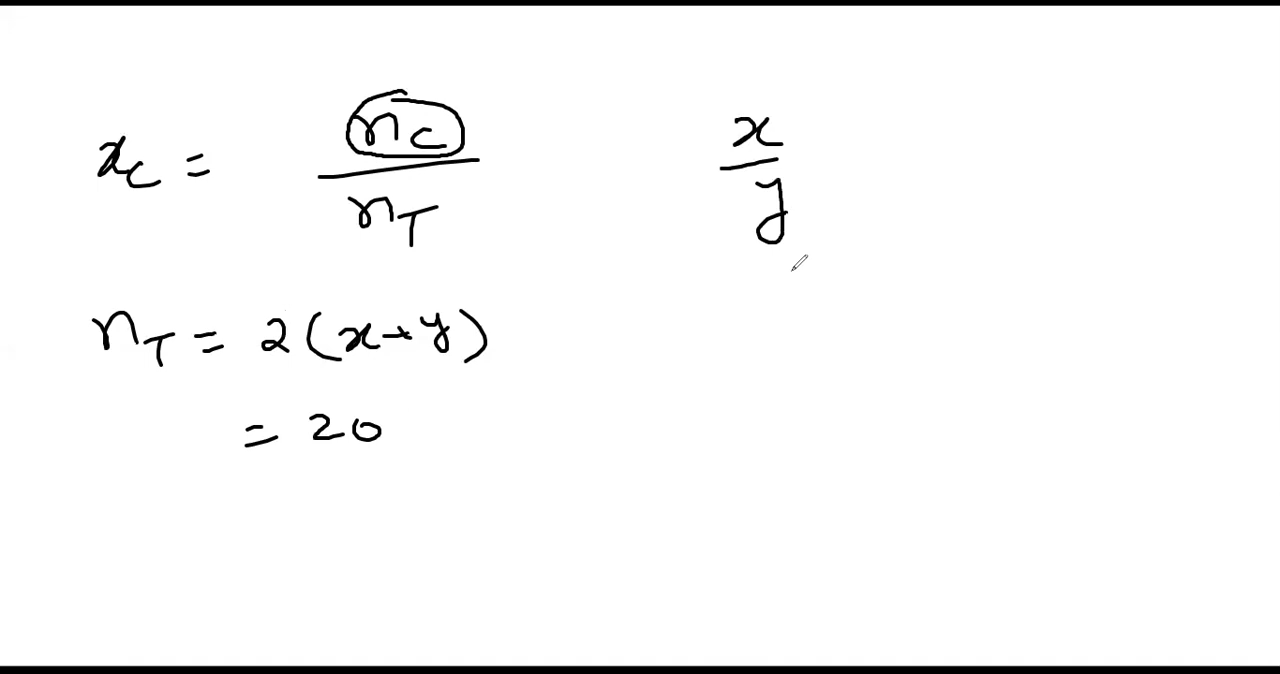 x_C = n_C / n_T
x / y
n_T = 2(x+y)
= 20